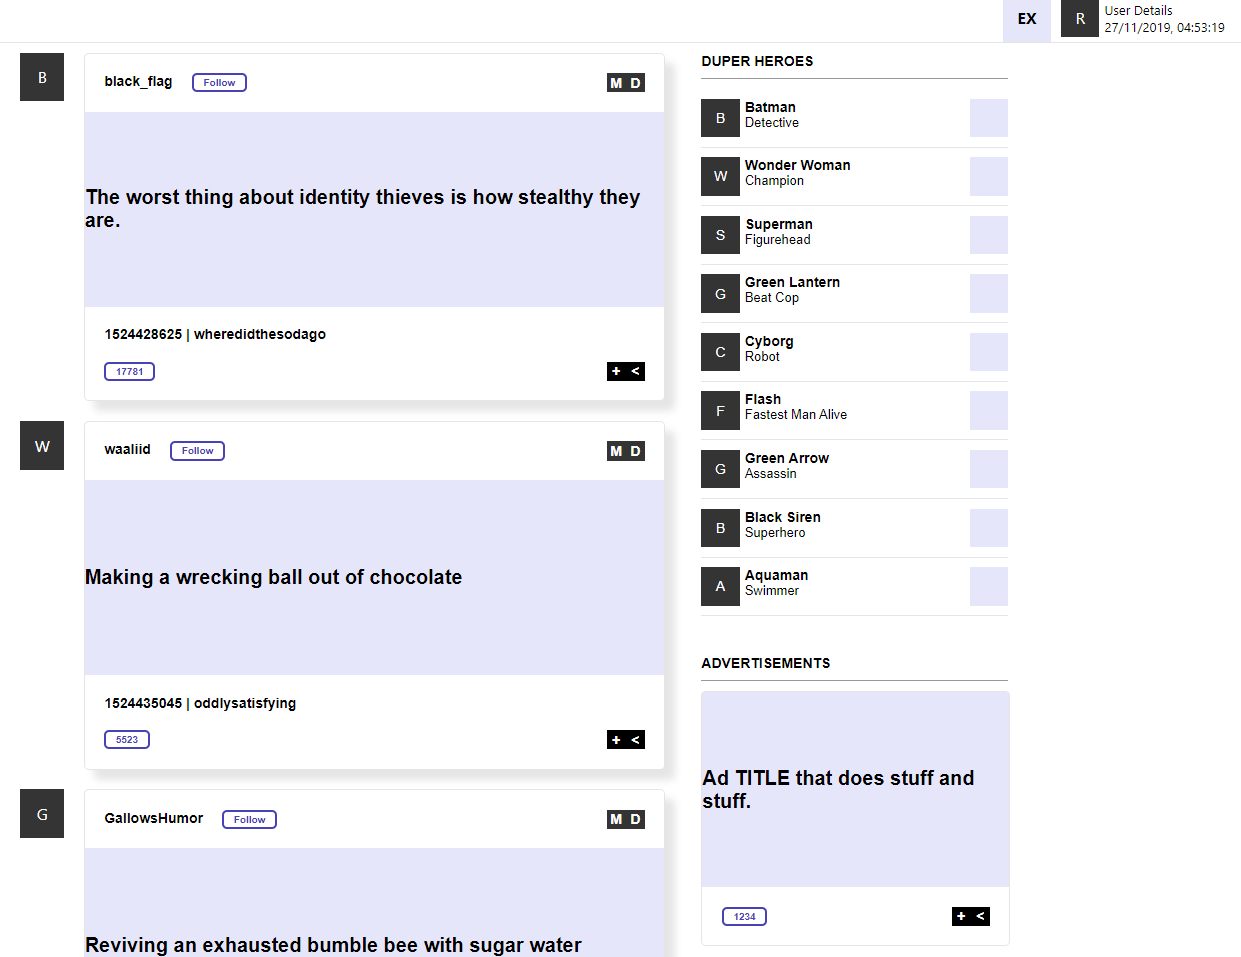 EX
R
User Details
27/11/2019, 04:53:19
B
black_flag
Follow
M D
The worst thing about identity thieves is how stealthy they
are.
1524428625 | wheredidthesodago
17781
+ <
W
waaliid
Follow
M D
Making a wrecking ball out of chocolate
1524435045 | oddlysatisfying
5523
+ <
G
GallowsHumor
Follow
M D
Reviving an exhausted bumble bee with sugar water
DUPER HEROES
B
Batman
Detective
W
Wonder Woman
Champion
S
Superman
Figurehead
G
Green Lantern
Beat Cop
C
Cyborg
Robot
F
Flash
Fastest Man Alive
G
Green Arrow
Assassin
B
Black Siren
Superhero
A
Aquaman
Swimmer
ADVERTISEMENTS
Ad TITLE that does stuff and
stuff.
1234
+ <